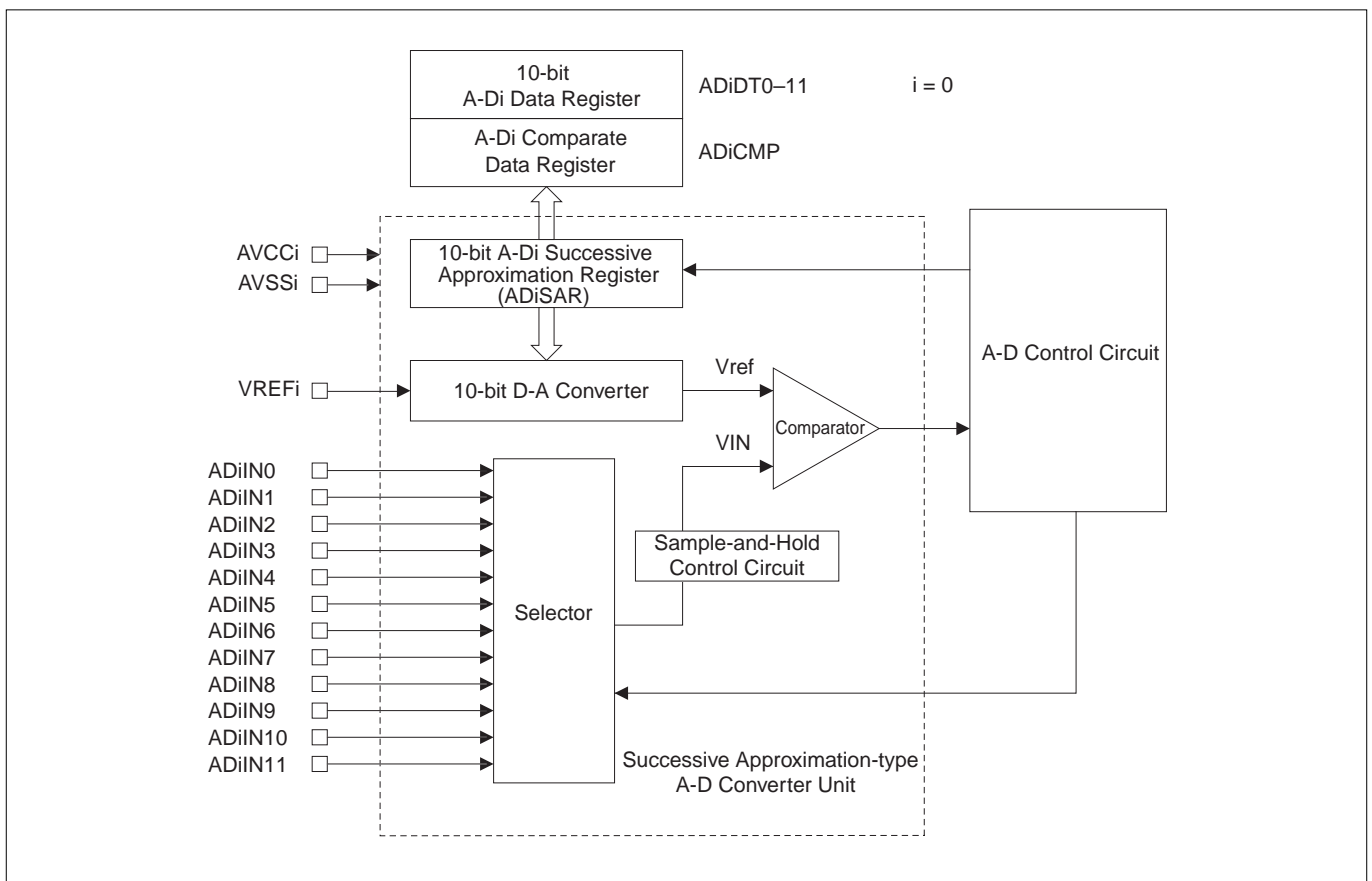 10-bit
A-Di Data Register
ADiDT0–11
i = 0
A-Di Comparate
Data Register
ADiCMP
AVCCi
AVSSi
10-bit A-Di Successive
Approximation Register
(ADiSAR)
A-D Control Circuit
VREFi
10-bit D-A Converter
Vref
Comparator
VIN
ADiIN0
ADiIN1
ADiIN2
ADiIN3
ADiIN4
ADiIN5
ADiIN6
ADiIN7
ADiIN8
ADiIN9
ADiIN10
ADiIN11
Selector
Sample-and-Hold
Control Circuit
Successive Approximation-type
A-D Converter Unit